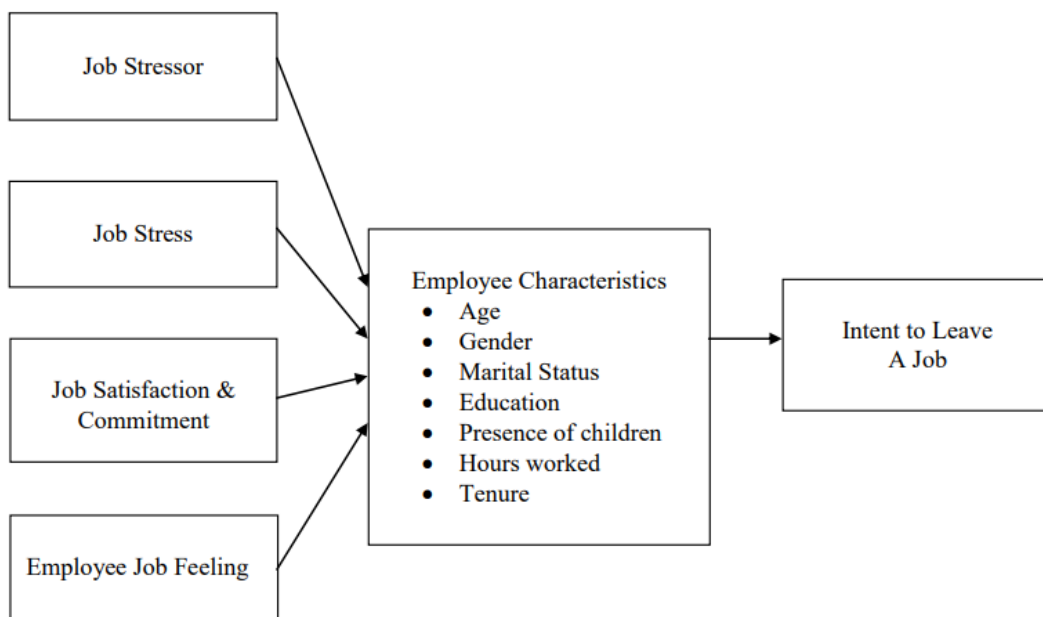 Job Stressor
Job Stress
Job Satisfaction &
Commitment
Employee Job Feeling
Employee Characteristics
• Age
• Gender
• Marital Status
• Education
• Presence of children
• Hours worked
• Tenure
Intent to Leave
A Job